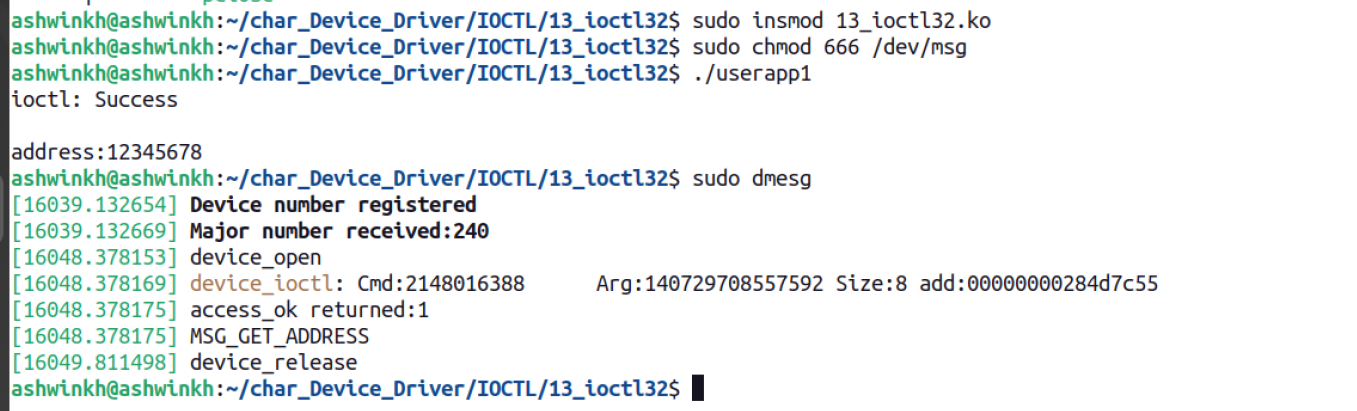 ashwinkh@ashwinkh:~/char_Device_Driver/IOCTL/13_ioctl32$ sudo insmod 13_ioctl32.ko
ashwinkh@ashwinkh:~/char_Device_Driver/IOCTL/13_ioctl32$ sudo chmod 666 /dev/msg
ashwinkh@ashwinkh:~/char_Device_Driver/IOCTL/13_ioctl32$ ./userapp1
ioctl: Success
address:12345678
ashwinkh@ashwinkh:~/char_Device_Driver/IOCTL/13_ioctl32$ sudo dmesg
[16039.132654] Device number registered
[16039.132669] Major number received:240
[16048.378153] device_open
[16048.378169] device_ioctl: Cmd:2148016388 Arg:140729708557592 Size:8 add:00000000284d7c55
[16048.378175] access_ok returned:1
[16048.378175] MSG_GET_ADDRESS
[16049.811498] device_release
ashwinkh@ashwinkh:~/char_Device_Driver/IOCTL/13_ioctl32$